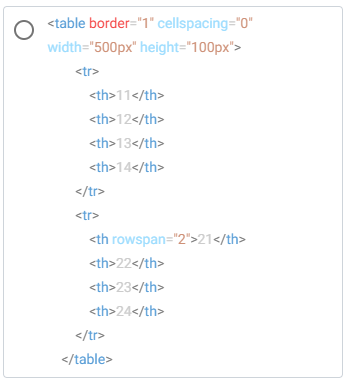 <table border="1" cellspacing="0"
width="500px" height="100px">
<tr>
<th>11</th>
<th>12</th>
<th>13</th>
<th>14</th>
</tr>
<tr>
<th rowspan="2">21</th>
<th>22</th>
<th>23</th>
<th>24</th>
</tr>
</table>